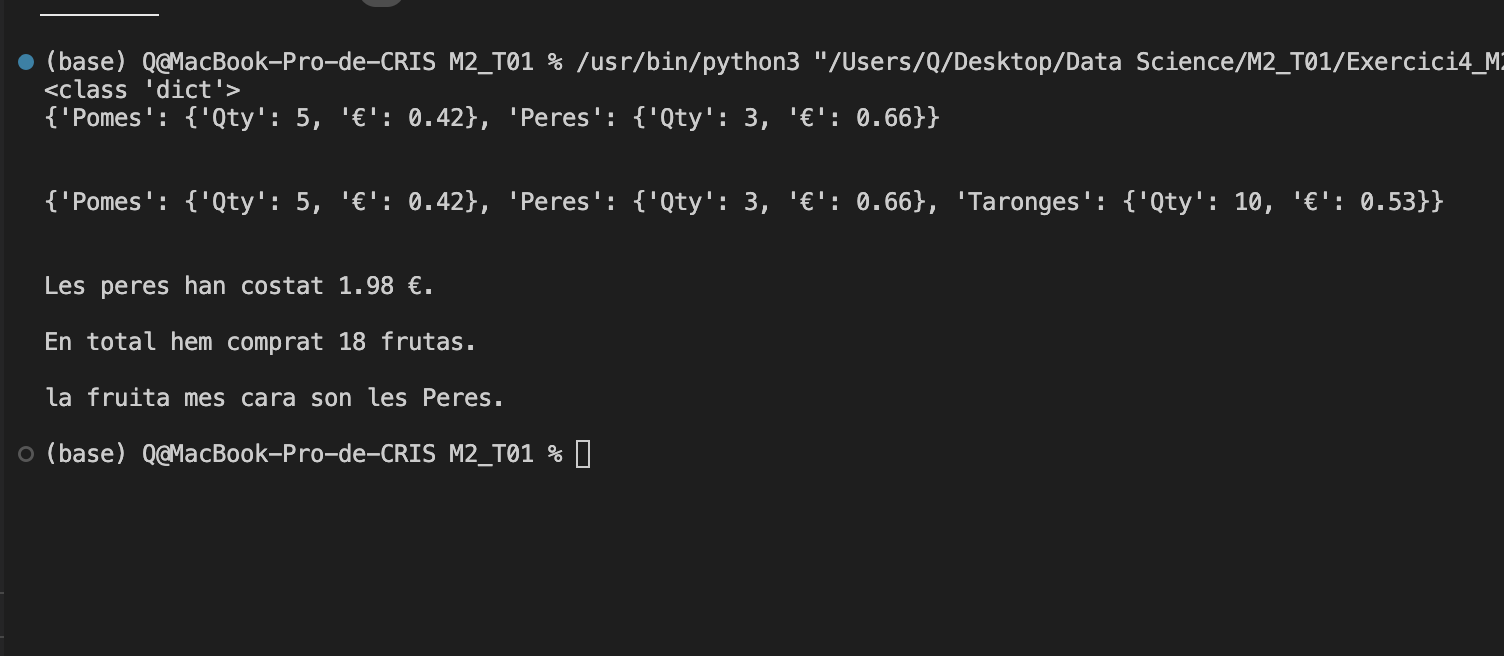 (base) Q@MacBook-Pro-de-CRIS M2_T01 % /usr/bin/python3 "/Users/Q/Desktop/Data Science/M2_T01/Exercici4_M2
<class 'dict'>
{'Pomes': {'Qty': 5, '€': 0.42}, 'Peres': {'Qty': 3, '€': 0.66}}
{'Pomes': {'Qty': 5, '€': 0.42}, 'Peres': {'Qty': 3, '€': 0.66}, 'Taronges': {'Qty': 10, '€': 0.53}}
Les peres han costat 1.98 €.
En total hem comprat 18 frutas.
la fruita mes cara son les Peres.
(base) Q@MacBook-Pro-de-CRIS M2_T01 %